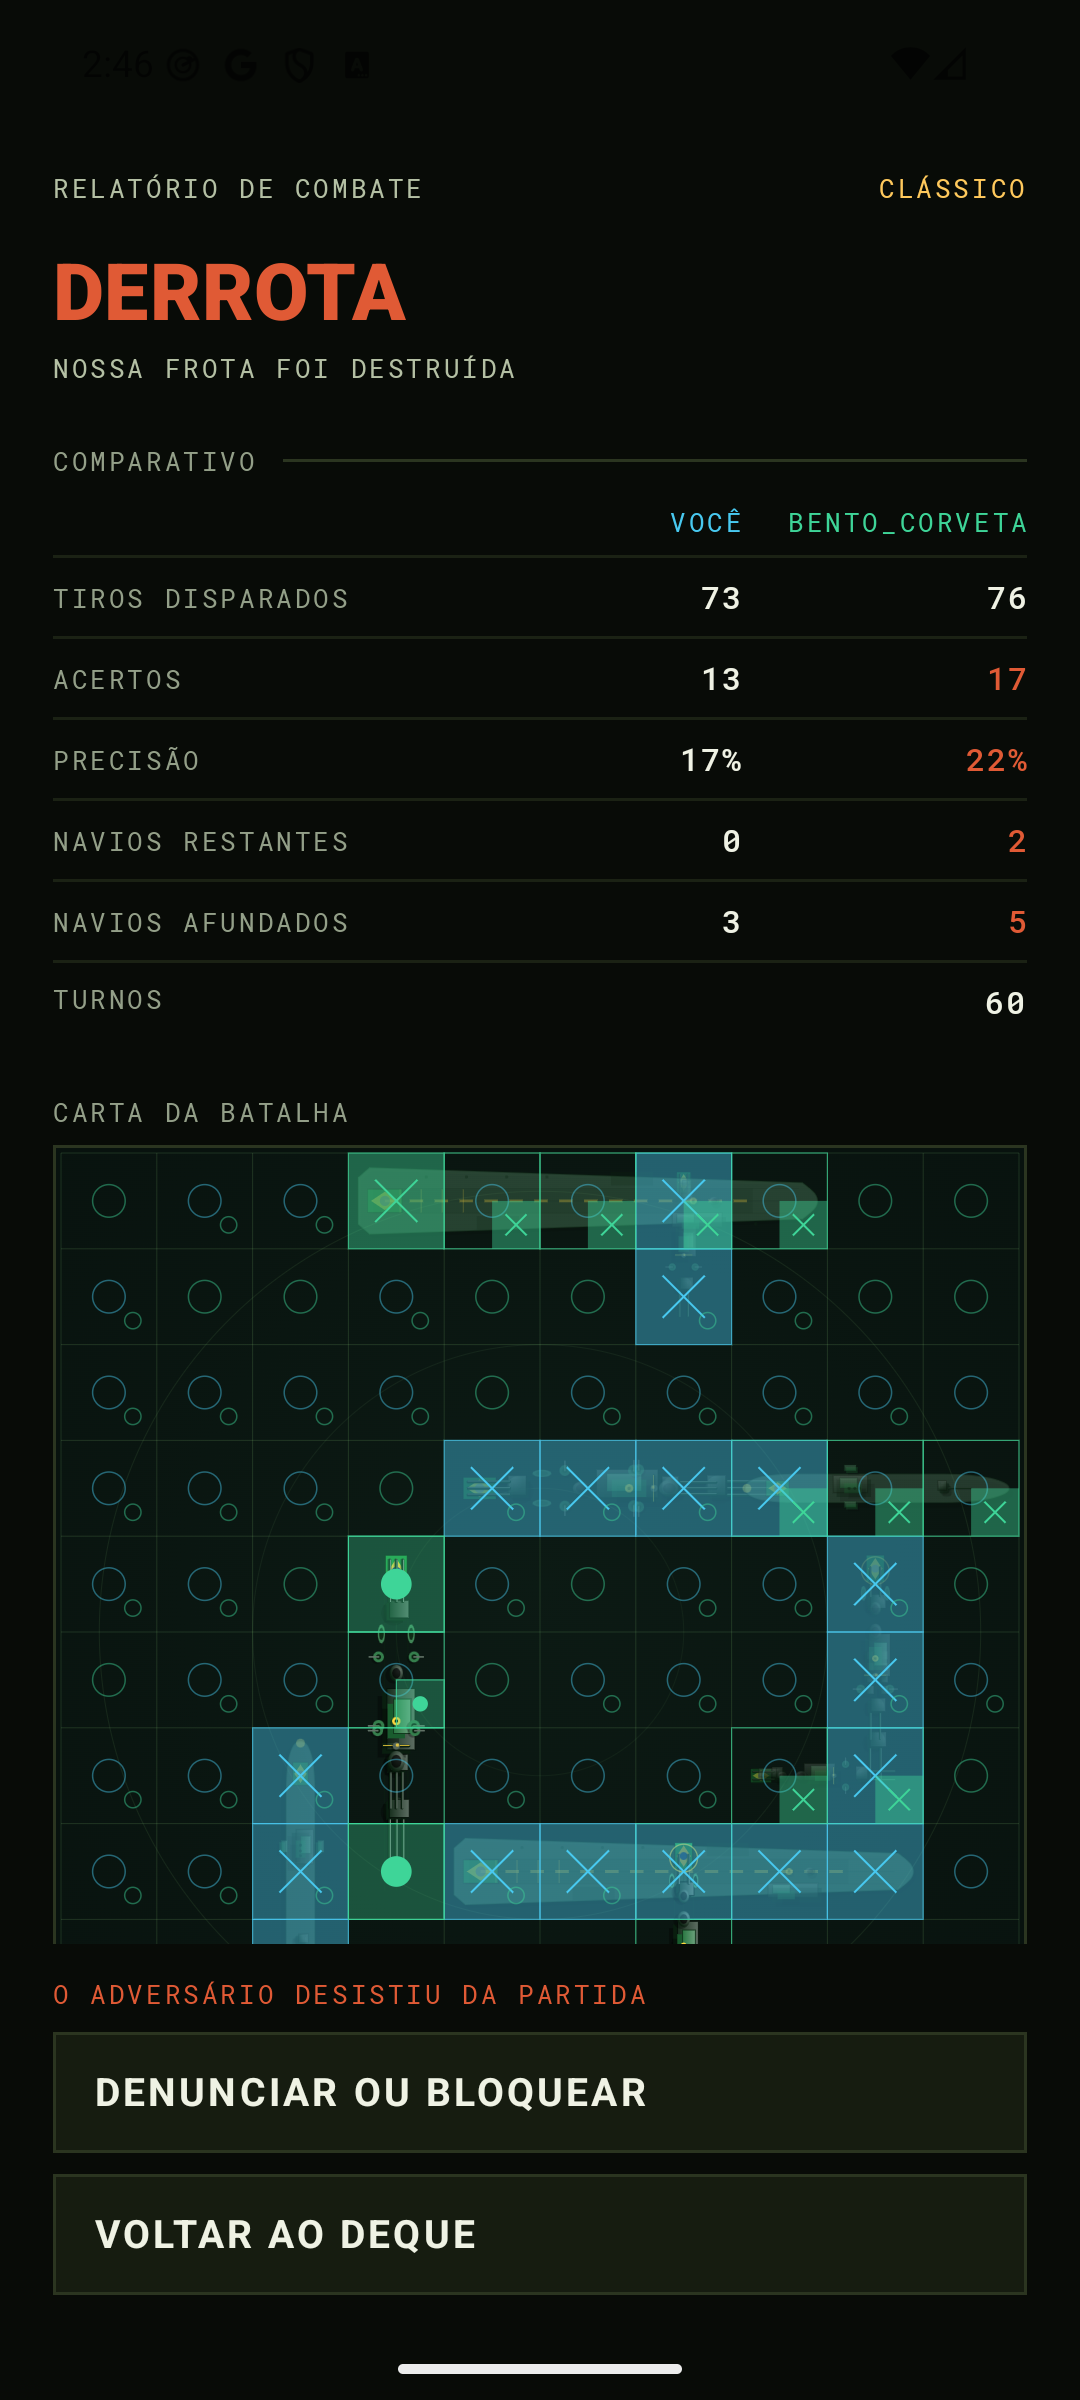 2:46
RELATÓRIO DE COMBATE CLÁSSICO
DERROTA
NOSSA FROTA FOI DESTRUÍDA
COMPARATIVO
VOCÊ BENTO_CORVETA
TIROS DISPARADOS 73 76
ACERTOS 13 17
PRECISÃO 17% 22%
NAVIOS RESTANTES 0 2
NAVIOS AFUNDADOS 3 5
TURNOS 60
CARTA DA BATALHA
O ADVERSÁRIO DESISTIU DA PARTIDA
DENUNCIAR OU BLOQUEAR
VOLTAR AO DEQUE